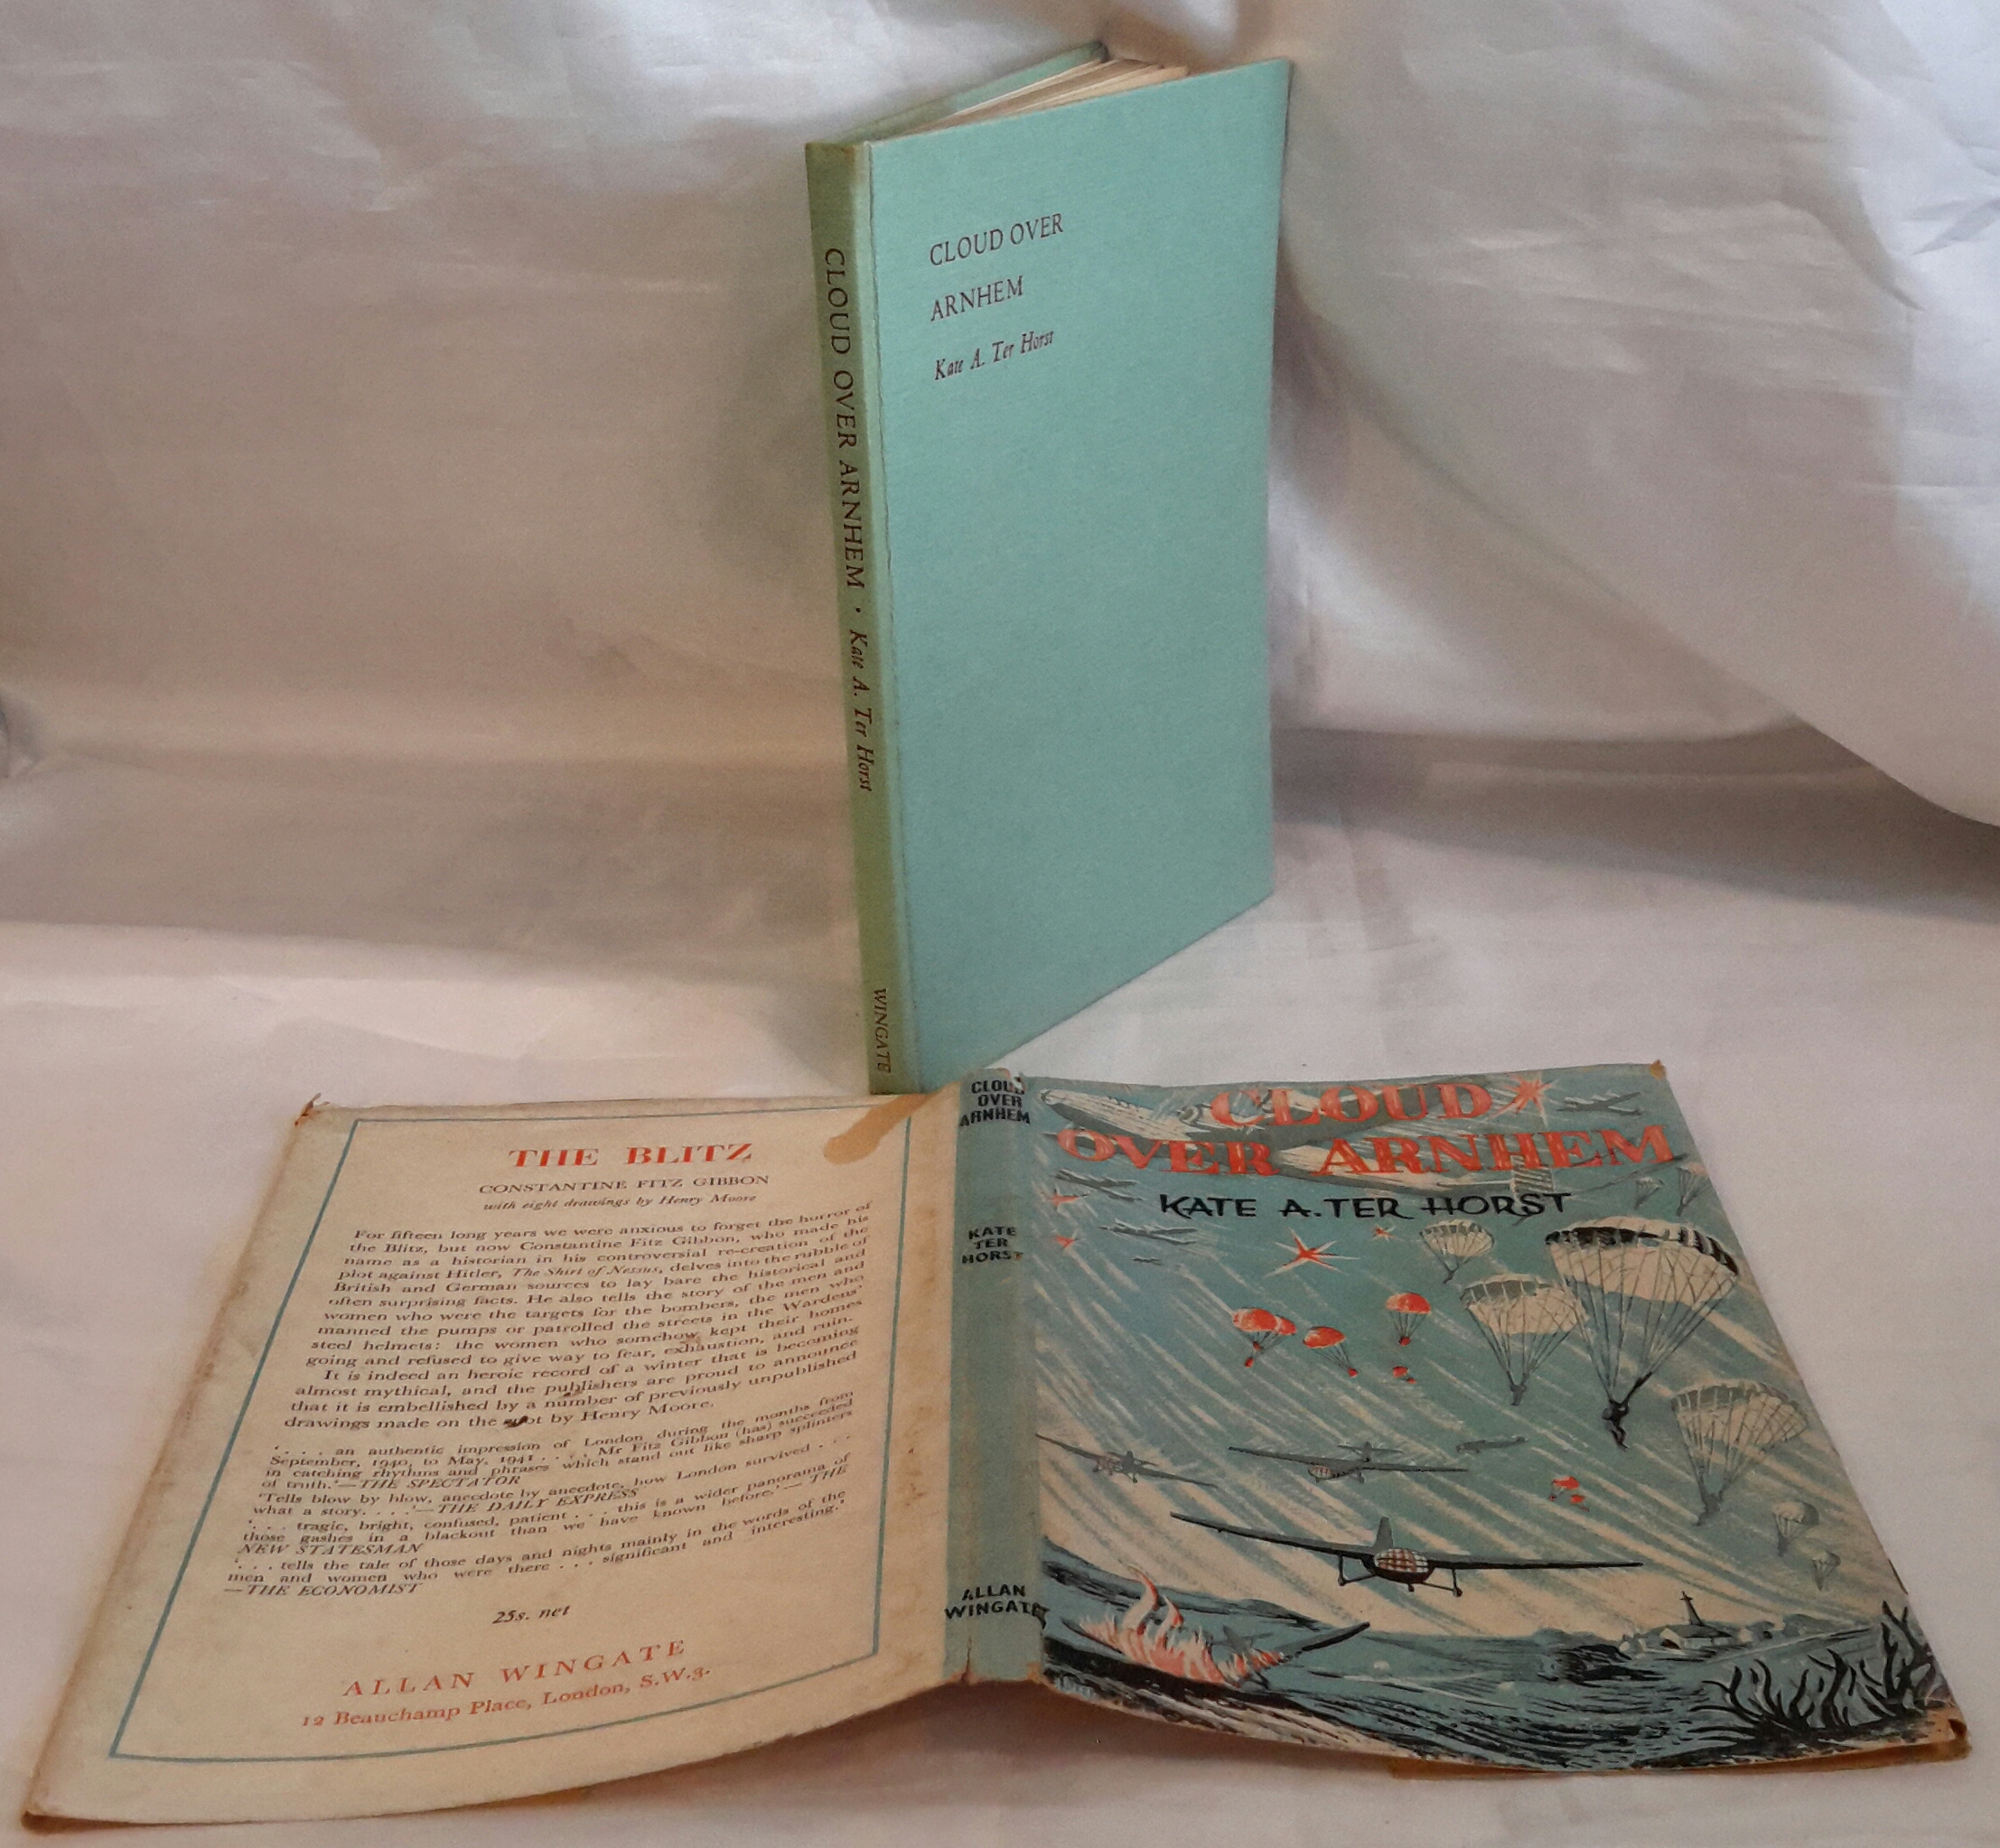 CLOUD OVER
ARNHEM
Kate A. Ter Horst
CLOUD OVER ARNHEM · Kate A. Ter Horst
WINGATE
THE BLITZ
CONSTANTINE FITZ GIBBON
with eight drawings by Henry Moore
For fifteen long years we were anxious to forget the horror of
the Blitz, but now Constantine Fitz Gibbon, who made his
name as a historian in his controversial re-creation of the
plot against Hitler, The Shirt of Nessus, delves into the rubble of
British and German sources to lay bare the historical and
often surprising facts. He also tells the story of the men and
women who were the targets for the bombers, the men who
manned the pumps or patrolled the streets in the Wardens'
steel helmets: the women who somehow kept their homes
going and refused to give way to fear, exhaustion, and ruin.
It is indeed an heroic record of a winter that is becoming
almost mythical, and the publishers are proud to announce
that it is embellished by a number of previously unpublished
drawings made on the spot by Henry Moore.
'. . . an authentic impression of London during the months from
September, 1940, to May, 1941 . . . Mr Fitz Gibbon (has) succeeded
in catching rhythms and phrases which stand out like sharp splinters
of truth.'—THE SPECTATOR
'Tells blow by blow, anecdote by anecdote, how London survived . . .
what a story. . . .'—THE DAILY EXPRESS
'. . . tragic, bright, confused, patient . . . this is a wider panorama of
those gashes in a blackout than we have known before.'—THE
NEW STATESMAN
'. . . tells the tale of those days and nights mainly in the words of the
men and women who were there . . . significant and interesting.'
—THE ECONOMIST
25s. net
ALLAN WINGATE
12 Beauchamp Place, London, S.W.3.
CLOUD
OVER
ARNHEM
KATE
TER
HORST
ALLAN
WINGATE
CLOUD
OVER ARNHEM
KATE A. TER HORST